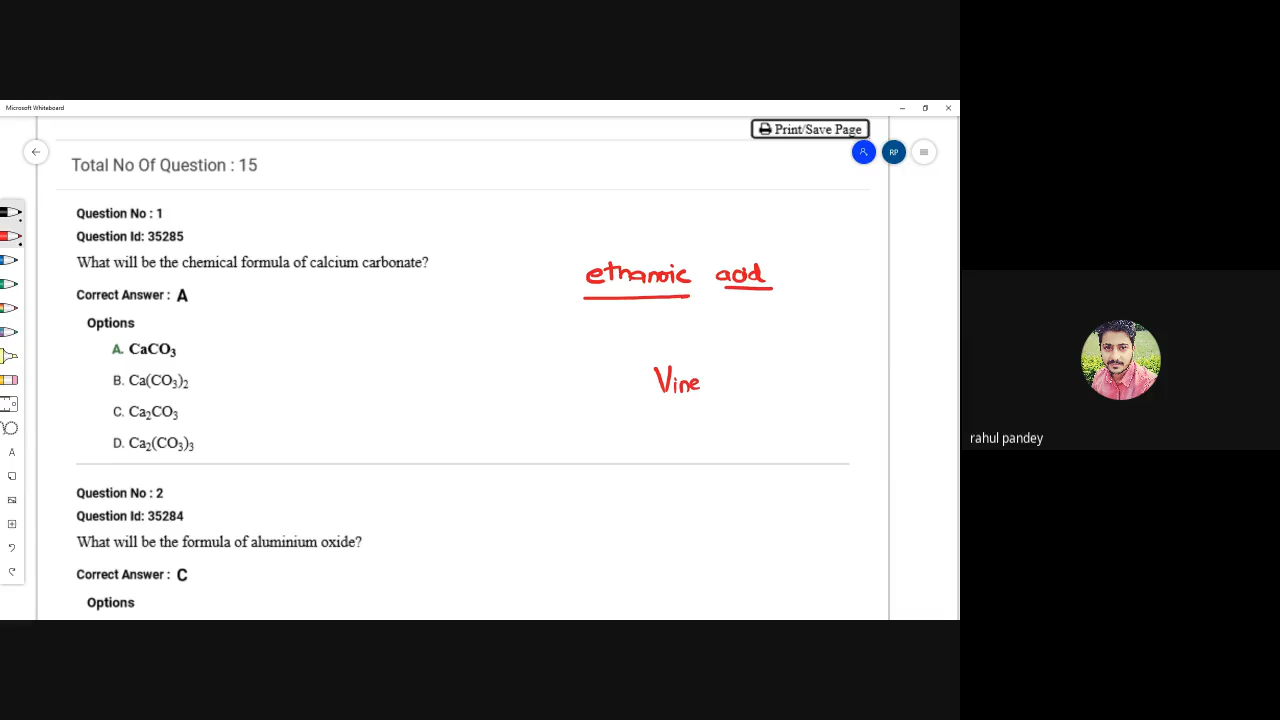 Microsoft Whiteboard
Print/Save Page
RP
Total No Of Question : 15
Question No : 1
Question Id: 35285
What will be the chemical formula of calcium carbonate?
ethanoic acid
Correct Answer : A
Options
A. CaCO₃
B. Ca(CO₃)₂
Vine
C. Ca₂CO₃
D. Ca₂(CO₃)₃
rahul pandey
Question No : 2
Question Id: 35284
What will be the formula of aluminium oxide?
Correct Answer : C
Options